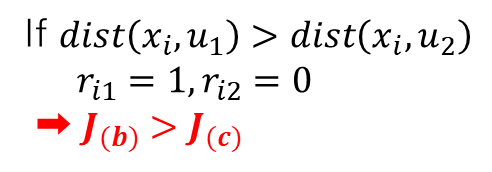 If dist(xᵢ,u₁) > dist(xᵢ,u₂)
rᵢ₁ = 1, rᵢ₂ = 0
➡ J₍b₎ > J₍c₎